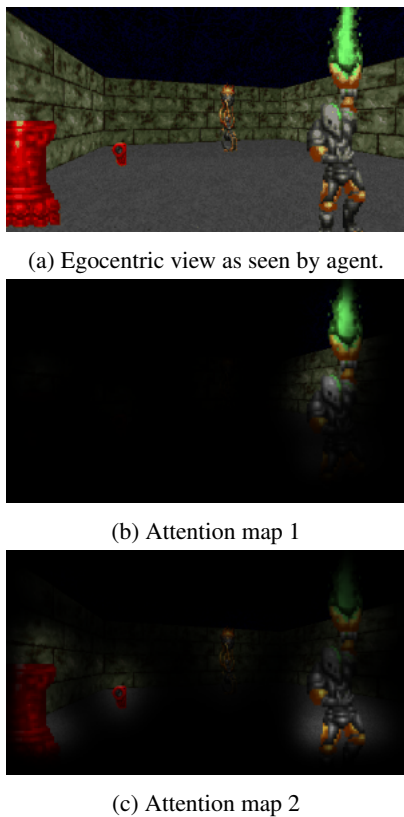 (a) Egocentric view as seen by agent.
(b) Attention map 1
(c) Attention map 2